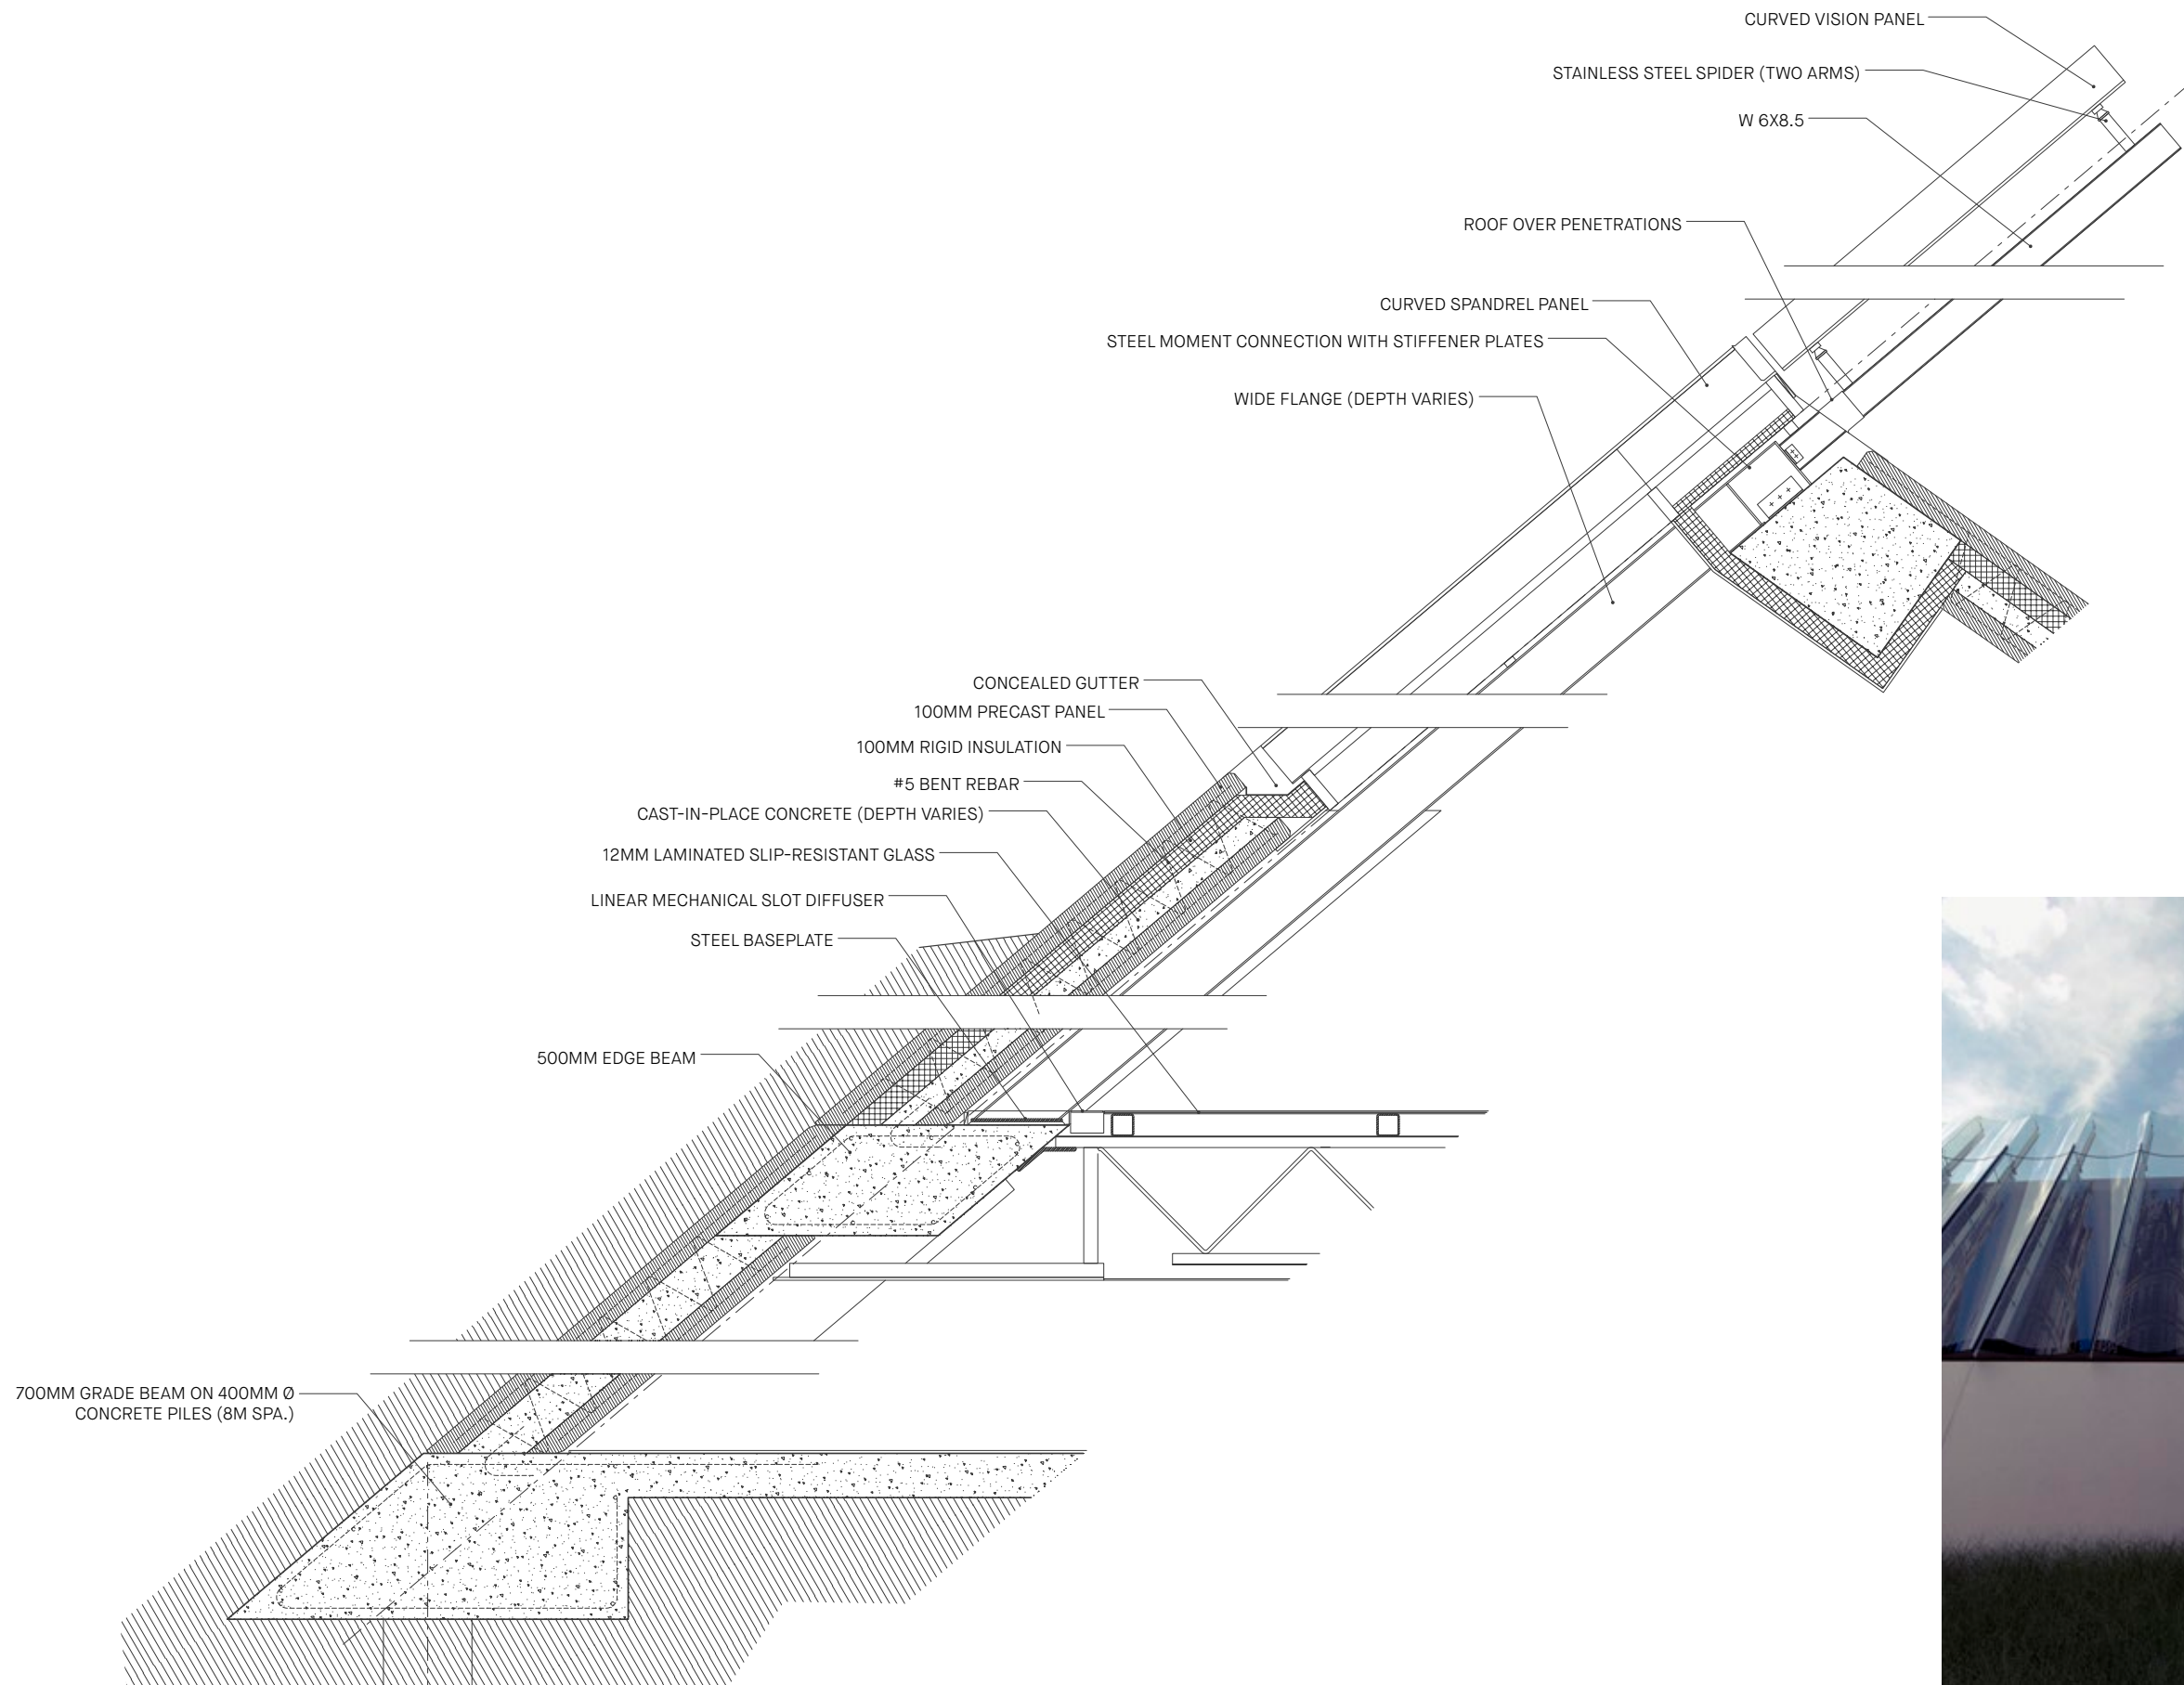 CURVED VISION PANEL
STAINLESS STEEL SPIDER (TWO ARMS)
W 6X8.5
ROOF OVER PENETRATIONS
CURVED SPANDREL PANEL
STEEL MOMENT CONNECTION WITH STIFFENER PLATES
WIDE FLANGE (DEPTH VARIES)
CONCEALED GUTTER
100MM PRECAST PANEL
100MM RIGID INSULATION
#5 BENT REBAR
CAST-IN-PLACE CONCRETE (DEPTH VARIES)
12MM LAMINATED SLIP-RESISTANT GLASS
LINEAR MECHANICAL SLOT DIFFUSER
STEEL BASEPLATE
500MM EDGE BEAM
700MM GRADE BEAM ON 400MM Ø
CONCRETE PILES (8M SPA.)